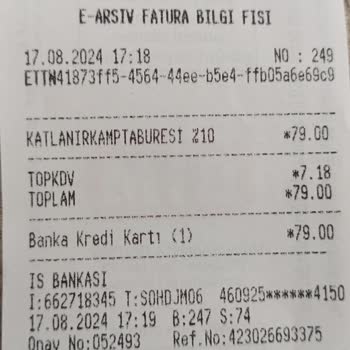 E-ARSIV FATURA BILGI FISI
17.08.2024 17:18 NO : 249
ETTN41873ff5-4564-44ee-b5e4-ffb05a6e69c9
KATLANIRKAMPTABURESI %10 *79.00
TOPKDV *7.18
TOPLAM *79.00
Banka Kredi Kartı (1) *79.00
IS BANKASI
I:662718345 T:SOHDJM06 460925******4150
17.08.2024 17:19 B:247 S:74
Onay No:052493 Ref.No:423026693375